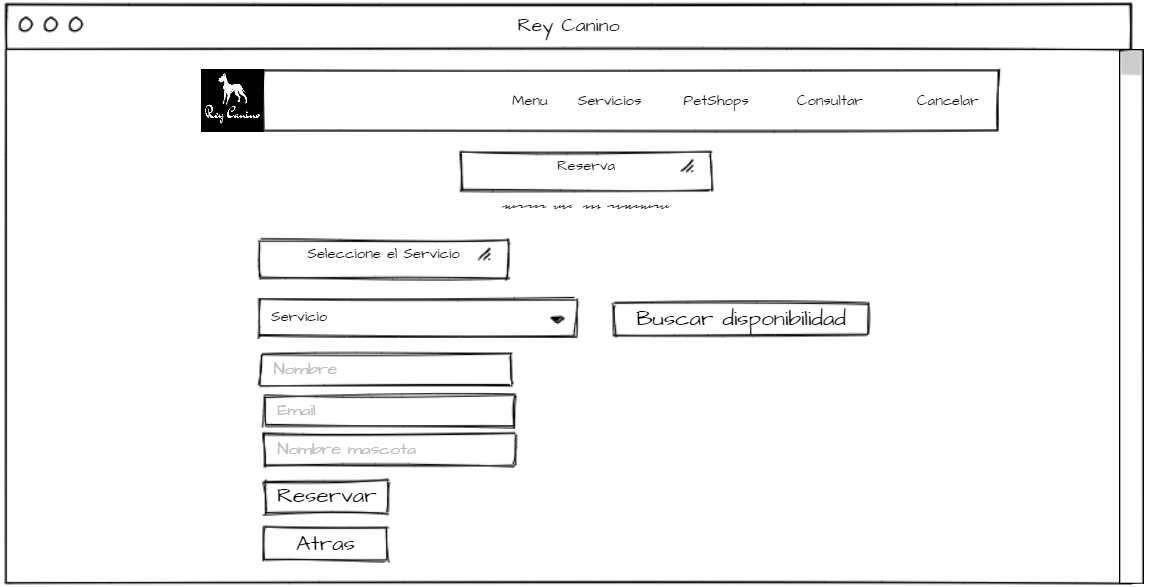 Rey Canino
Rey Canino
Menu Servicios PetShops Consultar Cancelar
Reserva
Seleccione el Servicio
Servicio
Buscar disponibilidad
Nombre
Email
Nombre mascota
Reservar
Atras